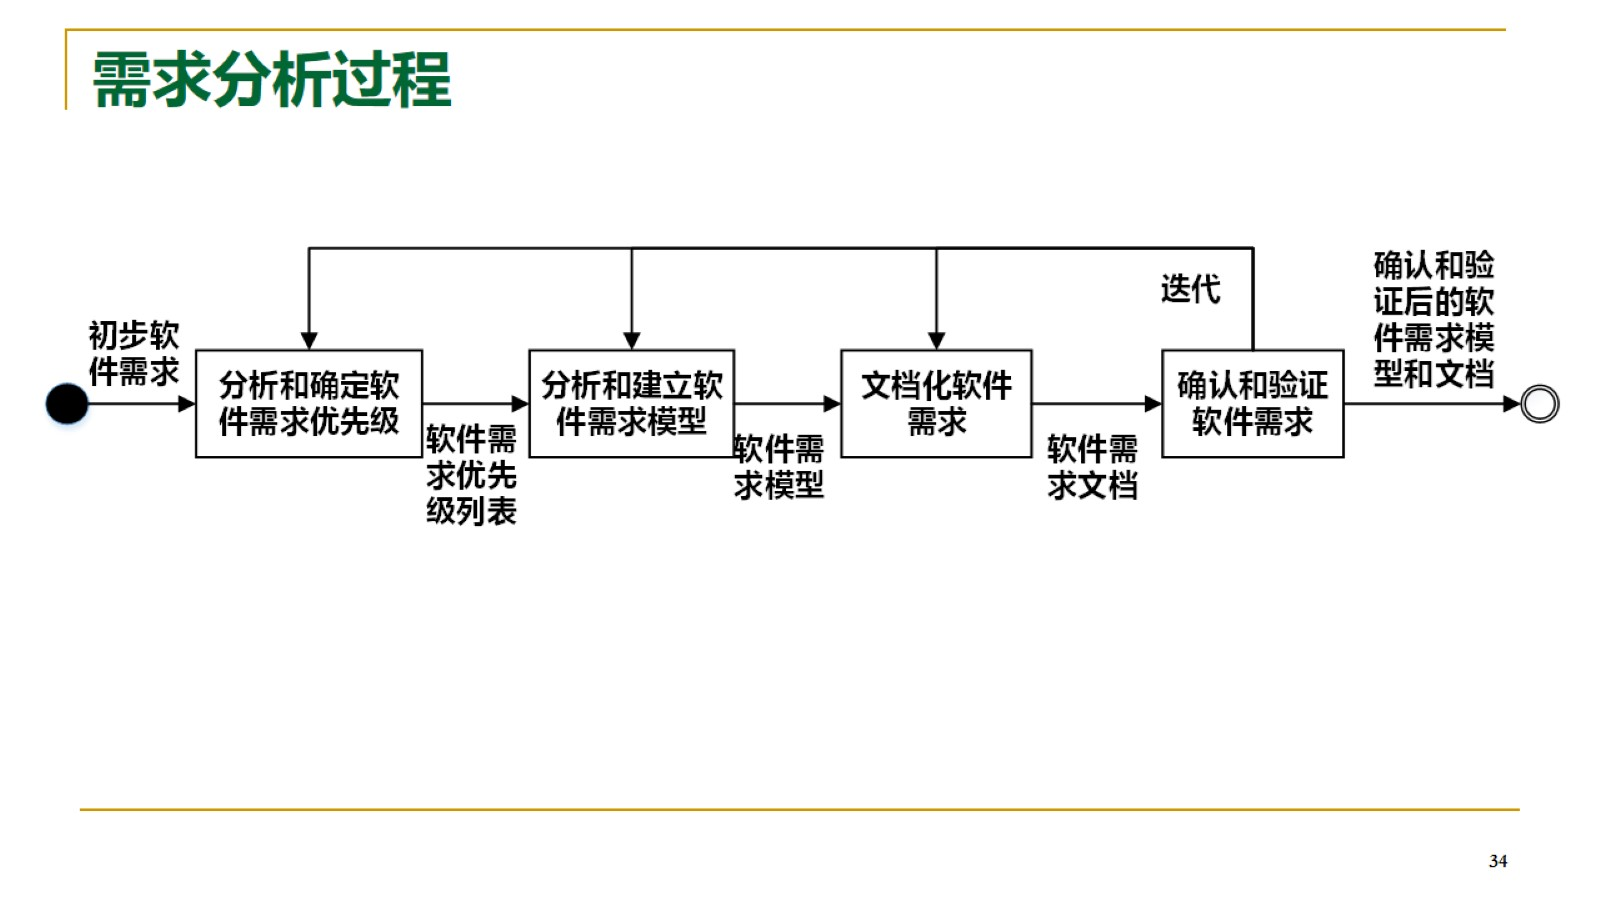 需求分析过程
初步软
件需求
分析和确定软
件需求优先级
软件需
求优先
级列表
分析和建立软
件需求模型
软件需
求模型
文档化软件
需求
软件需
求文档
迭代
确认和验证
软件需求
确认和验
证后的软
件需求模
型和文档
34